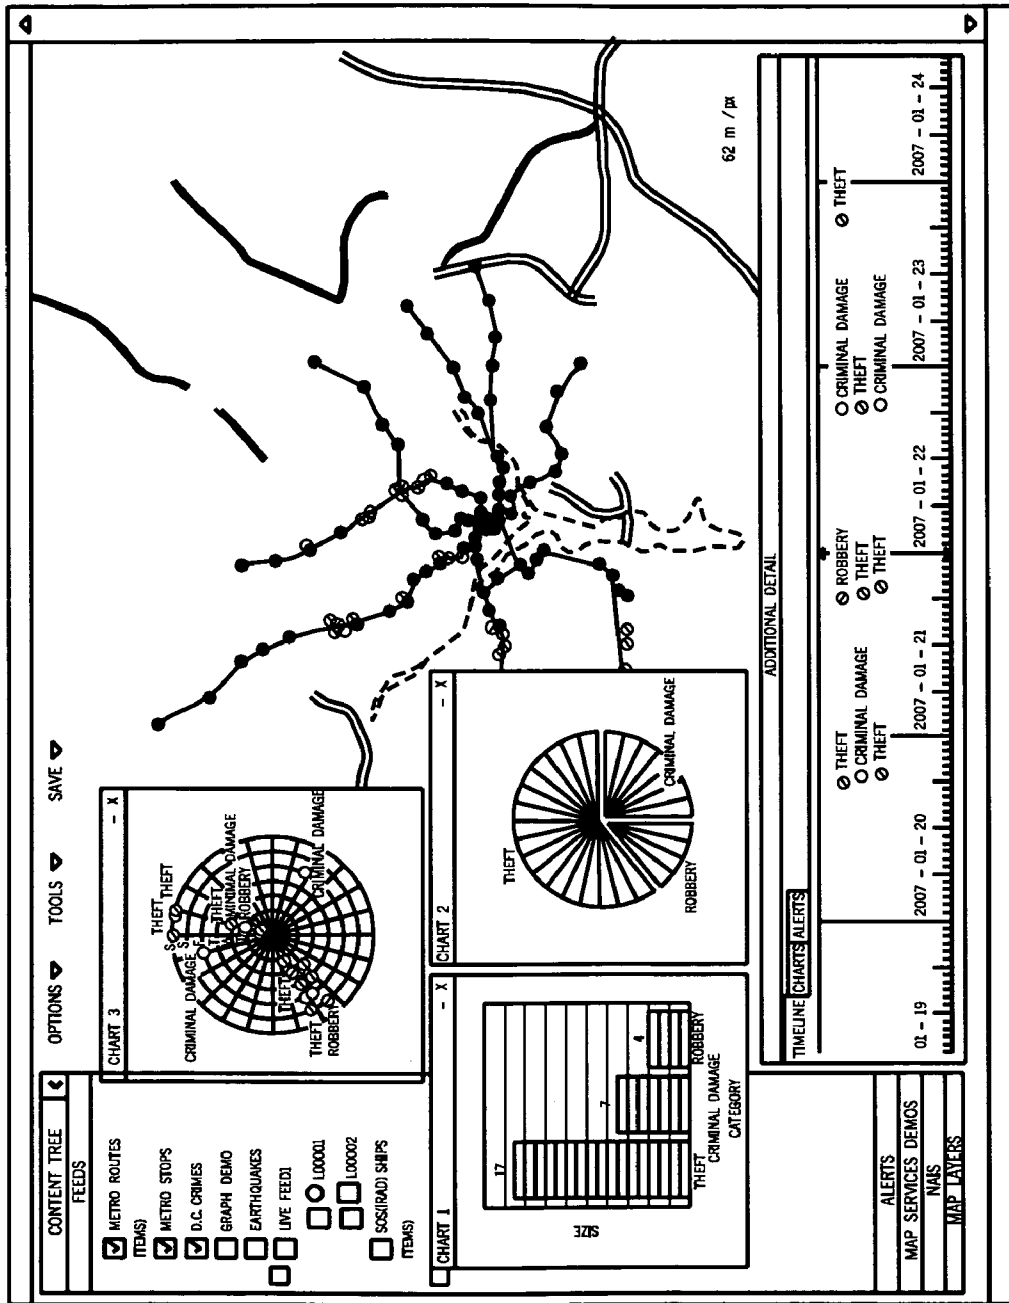 OPTIONS TOOLS SAVE
CONTENT TREE
FEEDS
METRO ROUTES
ITEMS)
METRO STOPS
D.C. CRIMES
GRAPH DEMO
EARTHQUAKES
LIVE FEED1
L00001
L00002
SOS(IRAD) SHIPS
ITEMS)
ALERTS
MAP SERVICES DEMOS
NAIS
MAP LAYERS
CHART 3 - X
THEFT
THEFT
S
S
F
T
THEFT
CRIMINAL DAMAGE
MINIMAL DAMAGE
ROBBERY
CRIMINAL DAMAGE
THEFT
THEFT
ROBBERY
CHART 1 - X
SIZE
17
7
4
THEFT
CRIMINAL DAMAGE
ROBBERY
CATEGORY
CHART 2 - X
THEFT
ROBBERY
CRIMINAL DAMAGE
62 m / px
ADDITIONAL DETAIL
TIMELINE CHARTS ALERTS
THEFT
CRIMINAL DAMAGE
THEFT
ROBBERY
THEFT
THEFT
CRIMINAL DAMAGE
THEFT
CRIMINAL DAMAGE
THEFT
01 - 19
2007 - 01 - 20
2007 - 01 - 21
2007 - 01 - 22
2007 - 01 - 23
2007 - 01 - 24